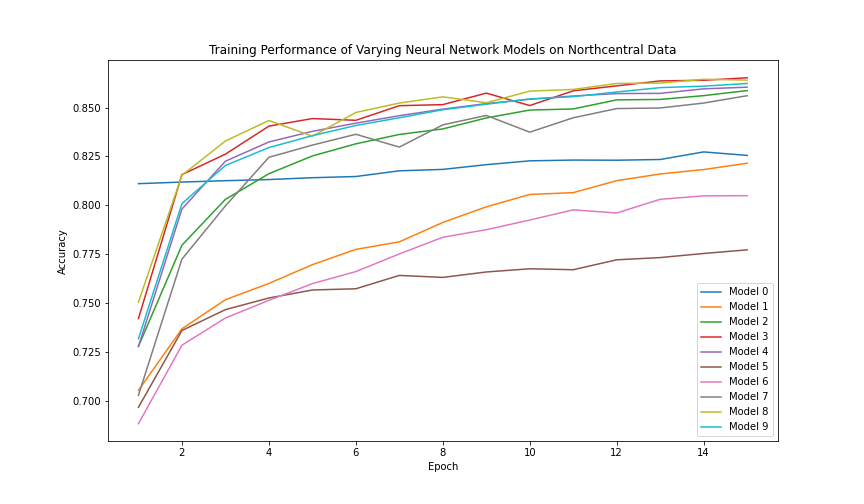 Training Performance of Varying Neural Network Models on Northcentral Data
0.850
0.825
0.800
0.775
0.750
0.725
0.700
Accuracy
2 4 6 8 10 12 14
Epoch
Model 0
Model 1
Model 2
Model 3
Model 4
Model 5
Model 6
Model 7
Model 8
Model 9